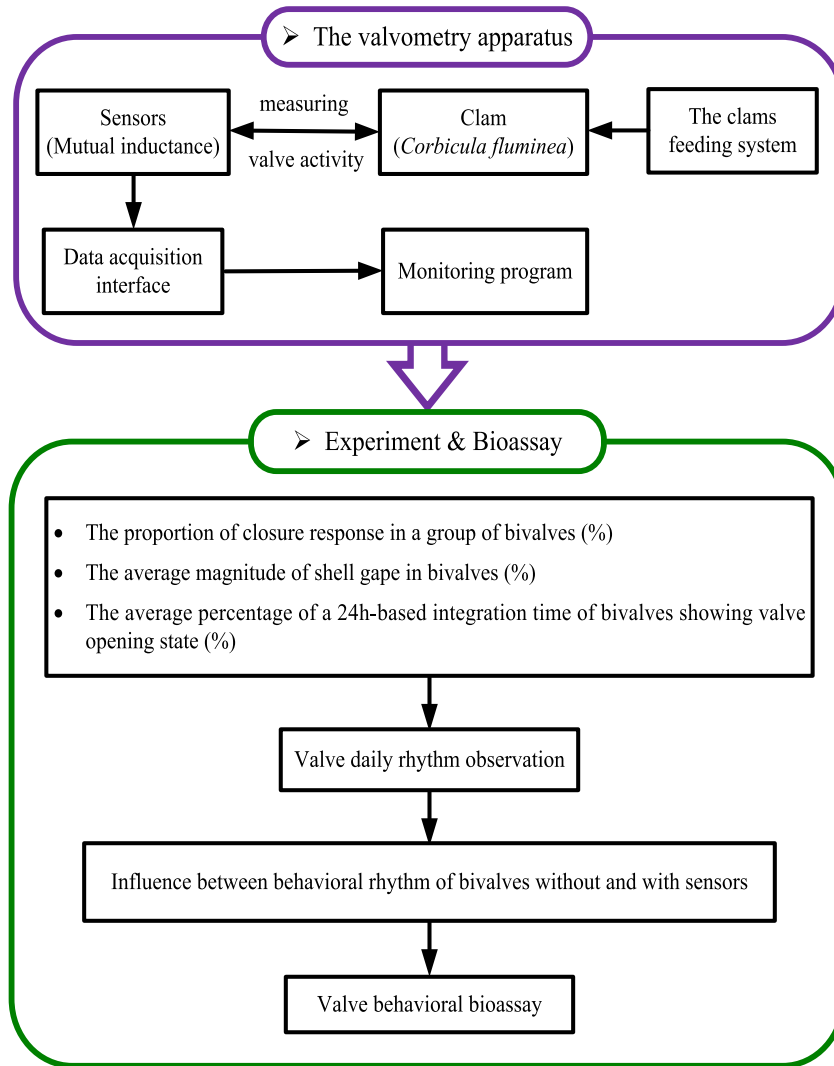 ➢ The valvometry apparatus
Sensors
(Mutual inductance)
measuring
valve activity
Clam
(Corbicula fluminea)
The clams
feeding system
Data acquisition
interface
Monitoring program
➢ Experiment & Bioassay
• The proportion of closure response in a group of bivalves (%)
• The average magnitude of shell gape in bivalves (%)
• The average percentage of a 24h-based integration time of bivalves showing valve
opening state (%)
Valve daily rhythm observation
Influence between behavioral rhythm of bivalves without and with sensors
Valve behavioral bioassay